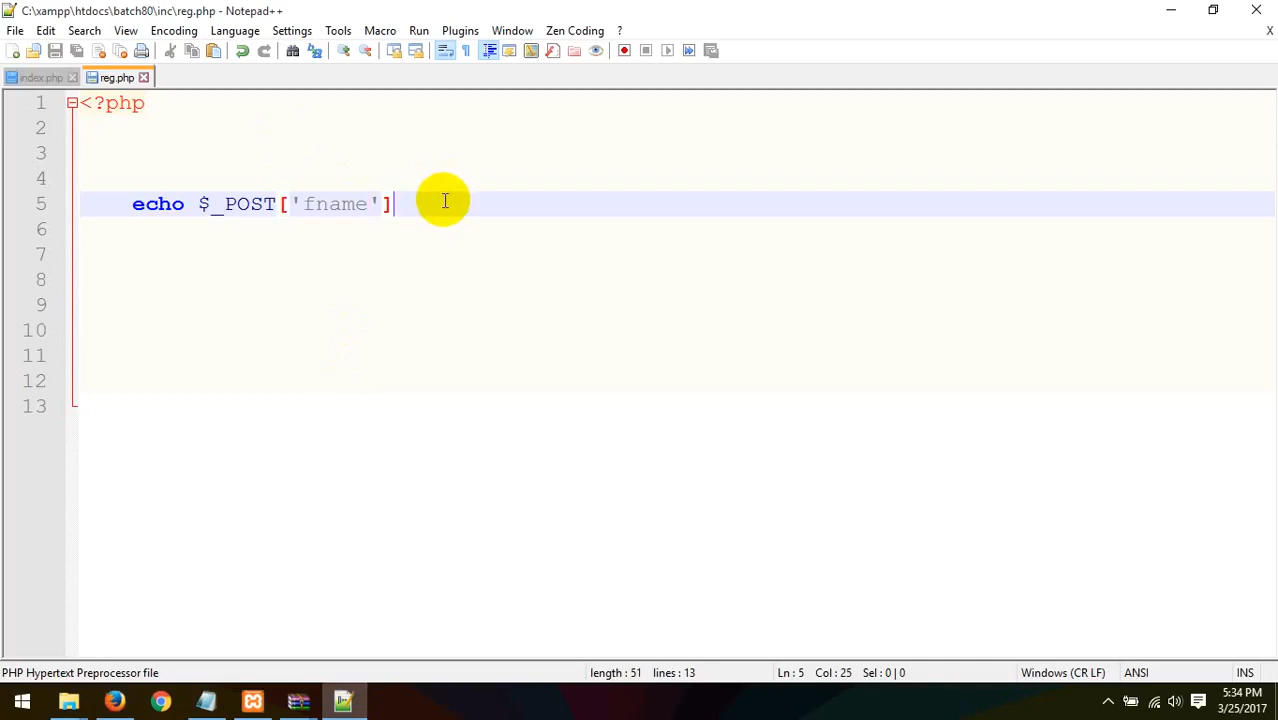 C:\xampp\htdocs\batch80\inc\reg.php - Notepad++
File Edit Search View Encoding Language Settings Tools Macro Run Plugins Window Zen Coding ? X
index.php reg.php
1 <?php
2
3
4
5 echo $_POST['fname']
6
7
8
9
10
11
12
13
PHP Hypertext Preprocessor file length : 51 lines : 13 Ln : 5 Col : 25 Sel : 0 | 0 Windows (CR LF) ANSI INS
5:34 PM
3/25/2017